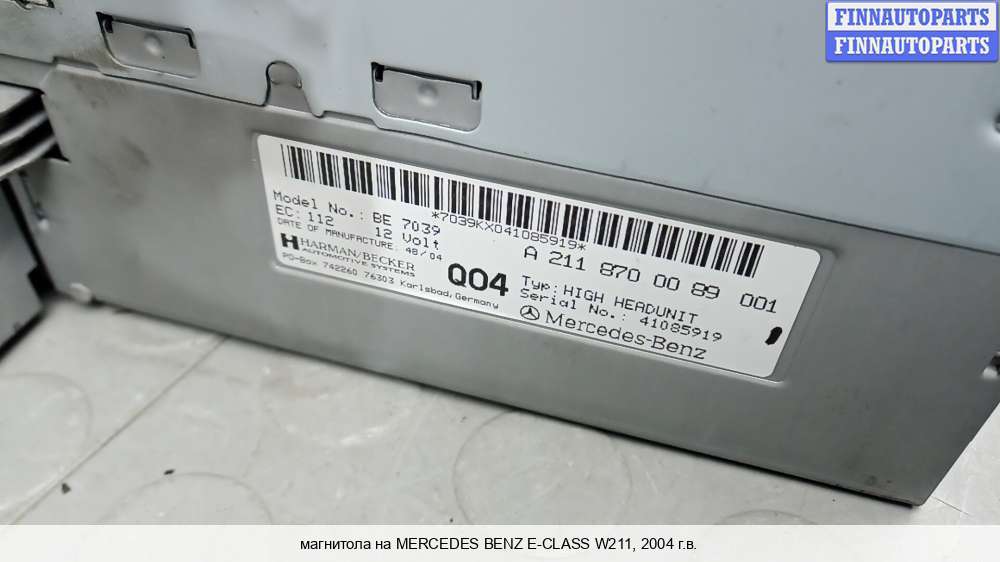 FINNAUTOPARTS
FINNAUTOPARTS
*7039KX041085919*
Model No.: BE 7039
EC: 112 12 Volt
DATE OF MANUFACTURE: 48/04
HARMAN/BECKER
AUTOMOTIVE SYSTEMS
PO-Box 742260 76303 Karlsbad, Germany
Q04
A 211 870 00 89 001
Typ: HIGH HEADUNIT
Serial No.: 41085919
Mercedes-Benz
магнитола на MERCEDES BENZ E-CLASS W211, 2004 г.в.